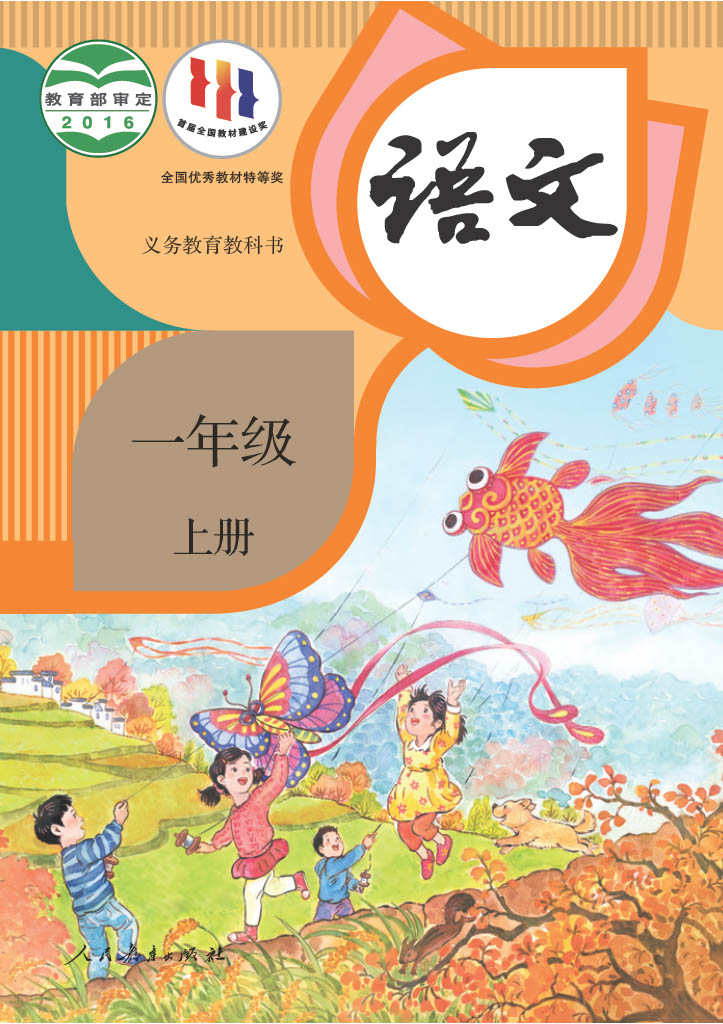 教育部审定
2016
首届全国教材建设奖
全国优秀教材特等奖
语文
义务教育教科书
一年级
上册
人民教育出版社